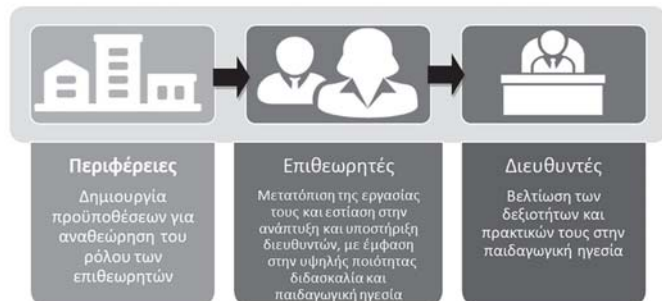 Περιφέρειες
Δημιουργία
προϋποθέσεων για
αναθεώρηση του
ρόλου των
επιθεωρητών
Επιθεωρητές
Μετατόπιση της εργασίας
τους και εστίαση στην
ανάπτυξη και υποστήριξη
διευθυντών, με έμφαση
στην υψηλής ποιότητας
διδασκαλία και
παιδαγωγική ηγεσία
Διευθυντές
Βελτίωση των
δεξιοτήτων και
πρακτικών τους στην
παιδαγωγική ηγεσία